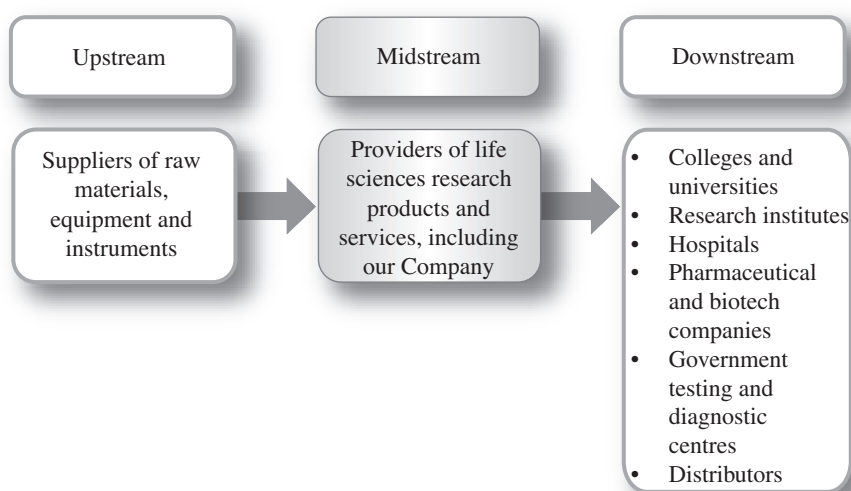 Upstream
Midstream
Downstream
Suppliers of raw
materials,
equipment and
instruments
Providers of life
sciences research
products and
services, including
our Company
• Colleges and
universities
• Research institutes
• Hospitals
• Pharmaceutical
and biotech
companies
• Government
testing and
diagnostic
centres
• Distributors